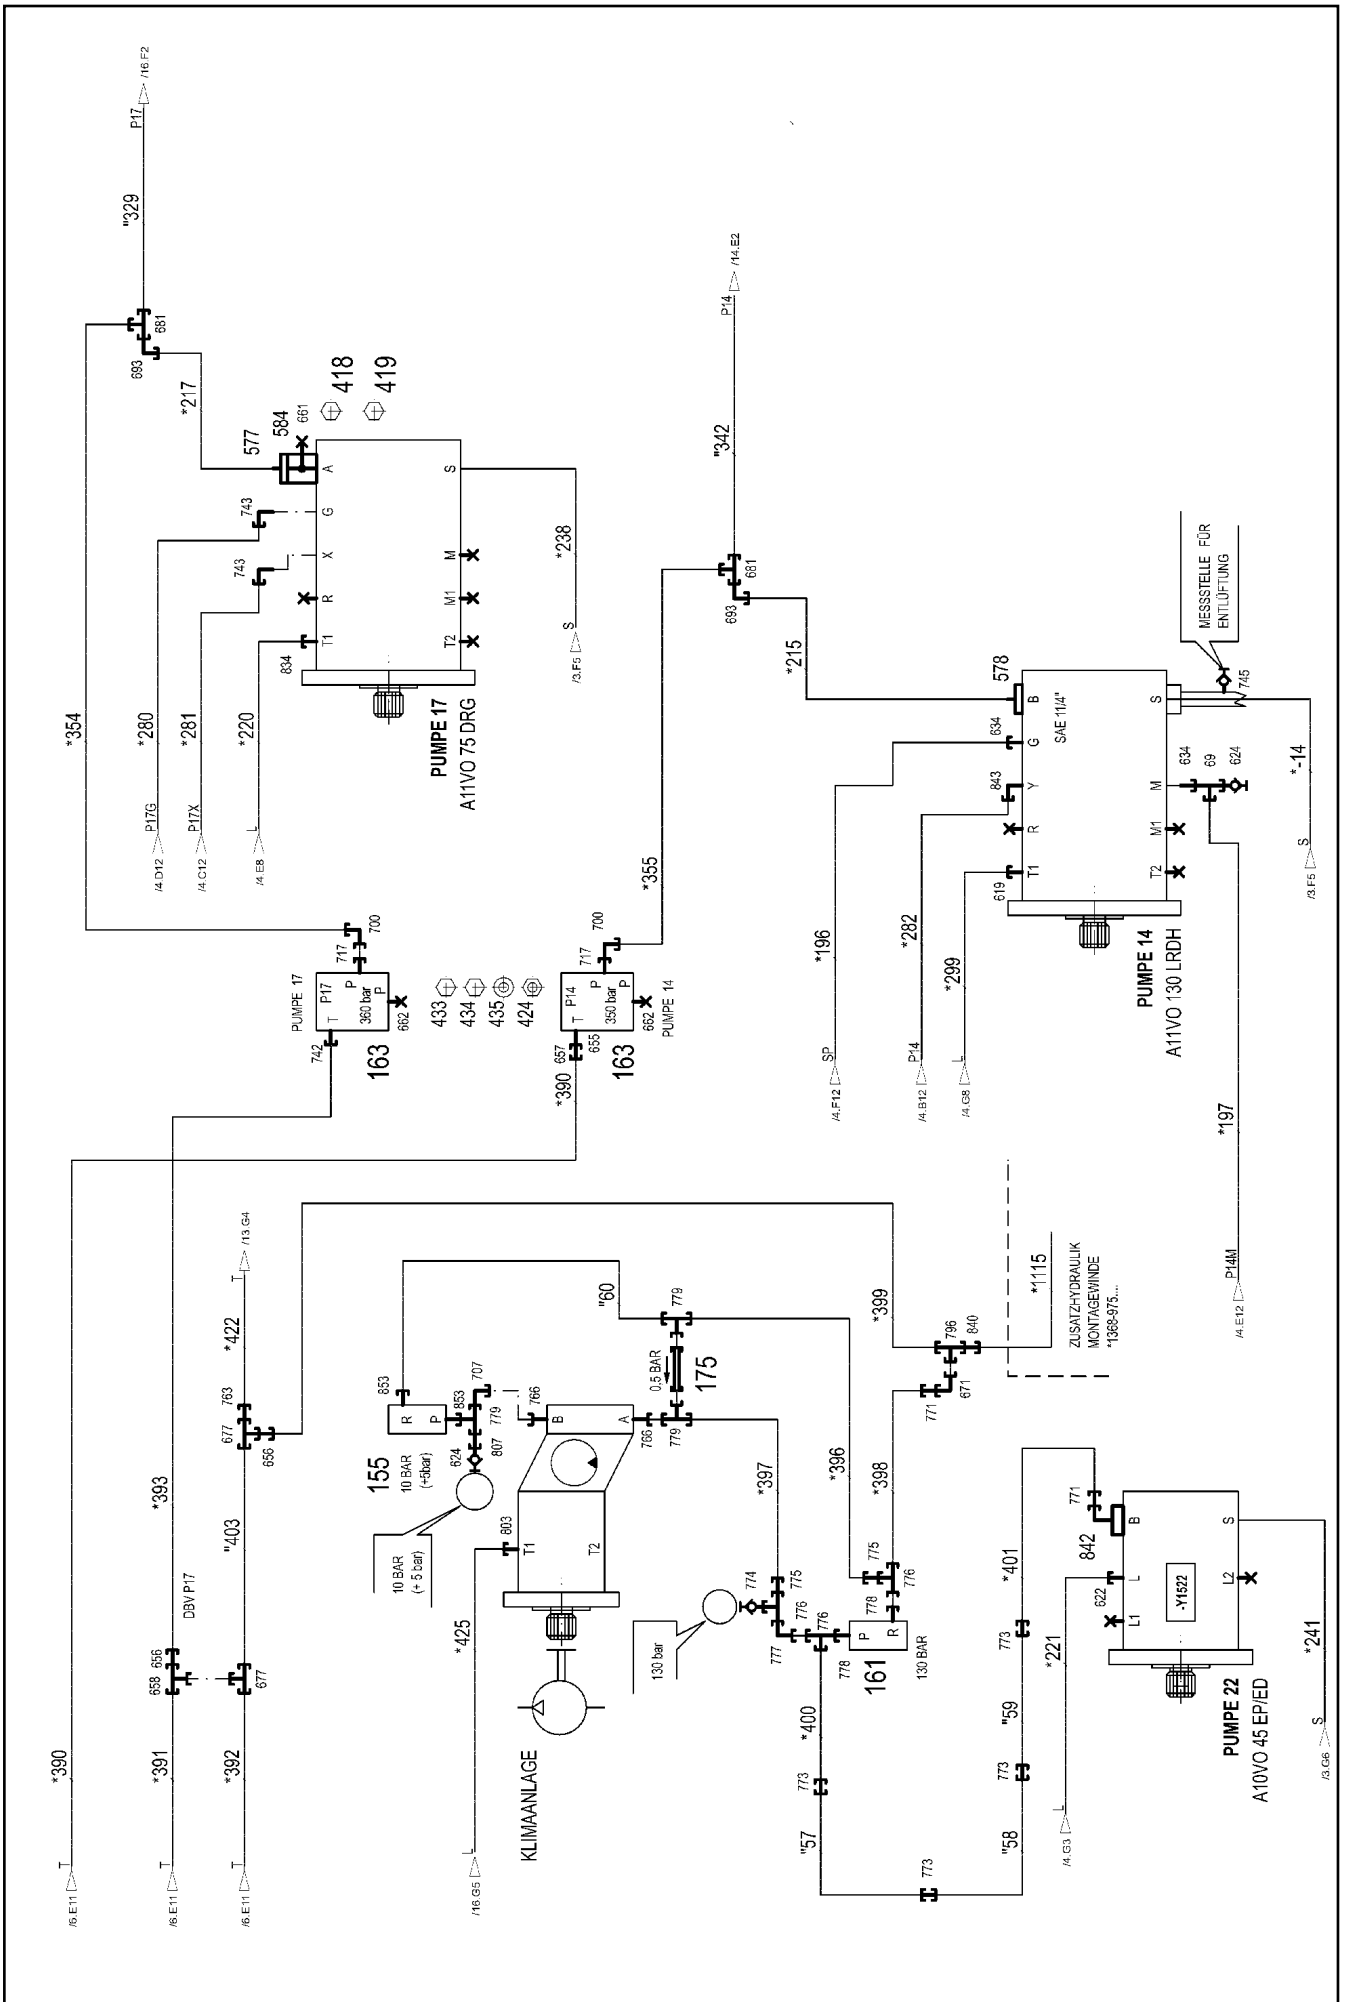 /6.E11
T
*390
*354
P17
/16.F2
"329
681
693
/6.E11
T
*391
658
656
DBV P17
*393
/4.D12
P17G
*280
*217
/4.C12
P17X
*281
/6.E11
T
*392
677
"403
677
763
656
*422
T
/13.G4
/4.E8
L
*220
743
743
577
584
661
834
T1
R
X
G
A
418
419
T2
M1
M
S
PUMPE 17
A11VO 75 DRG
*238
S
/3.F5
PUMPE 17
742
T
P17
P
P
360 bar
717
700
662
163
433
434
435
424
*390
657
655
T
P14
P
P
350 bar
717
700
662
163
PUMPE 14
*355
681
693
"342
P14
/14.E2
*215
155
10 BAR
(+5bar)
R
P
853
853
707
779
624
807
10 BAR
(+ 5 bar)
/16.G5
L
*425
803
T1
T2
766
B
A
766
779
KLIMAANLAGE
"60
0,5 BAR
779
175
*397
*396
*398
*399
130 bar
774
775
776
777
776
778
P
R
161
130 BAR
778
775
776
771
671
796
840
*1115
ZUSATZHYDRAULIK
MONTAGEWINDE
*1368-975....
*400
773
"57
773
"58
773
"59
773
*401
771
842
/4.G3
L
*221
622
L1
L
B
-Y1522
L2
S
PUMPE 22
A10VO 45 EP/ED
*241
S
/3.G6
/4.F12
SP
*196
/4.B12
P14
*282
/4.G8
L
*299
619
843
634
578
T1
R
Y
G
B
SAE 11/4"
T2
M1
M
S
PUMPE 14
A11VO 130 LRDH
634
69
624
745
MESSSTELLE FÜR
ENTLÜFTUNG
*197
P14M
/4.E12
*-14
S
/3.F5